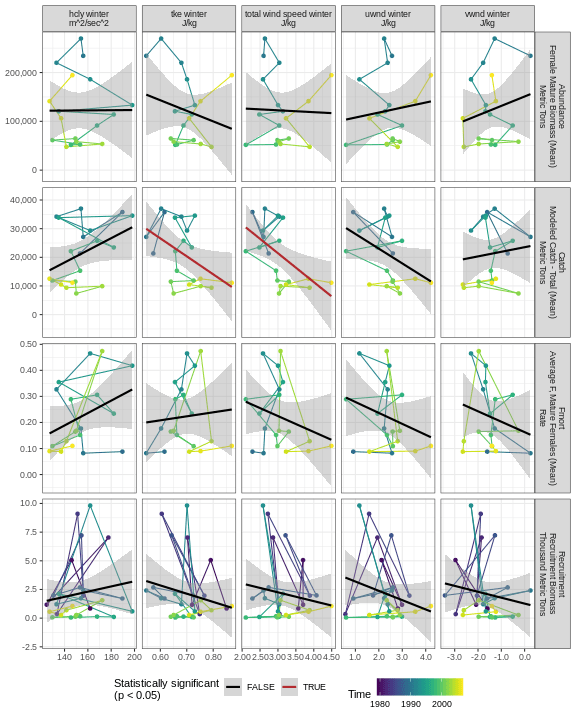 hcly winter
m^2/sec^2
tke winter
J/kg
total wind speed winter
J/kg
uwnd winter
J/kg
vwnd winter
J/kg
200,000
100,000
0
Abundance
Female Mature Biomass (Mean)
Metric Tons
40,000
30,000
20,000
10,000
0
Catch
Modeled Catch - Total (Mean)
Metric Tons
0.50
0.40
0.30
0.20
0.10
0.00
Fmort
Average F, Mature Females (Mean)
Rate
10.0
7.5
5.0
2.5
0.0
-2.5
Recruitment
Recruitment Biomass
Thousand Metric Tons
140 160 180 200
0.60 0.70 0.80
2.00 2.50 3.00 3.50 4.00 4.50
1.0 2.0 3.0 4.0
-3.0 -2.0 -1.0 0.0
Statistically significant
(p < 0.05)
FALSE
TRUE
Time
1980 1990 2000